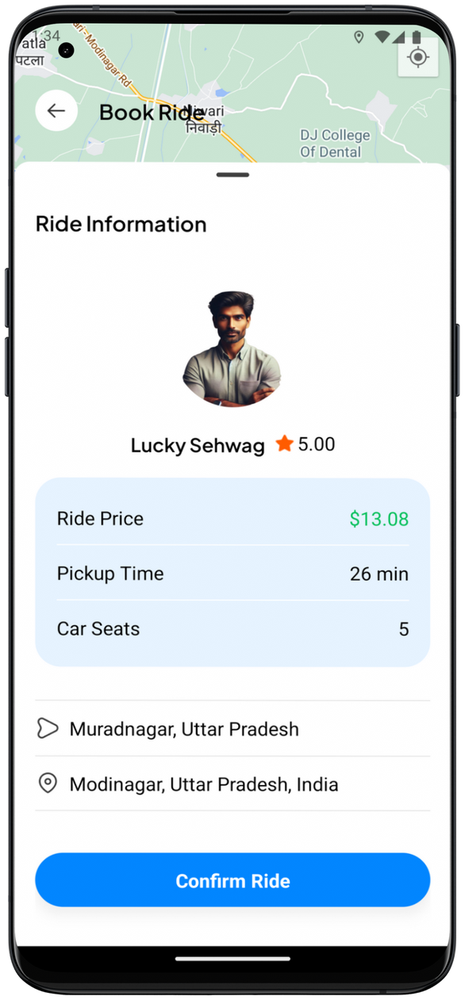 1:34
atla
पटला
ari - Modinagar Rd
Book Ride
Niwari
निवाड़ी
DJ College
Of Dental
Ride Information
Lucky Sehwag 5.00
Ride Price $13.08
Pickup Time 26 min
Car Seats 5
Muradnagar, Uttar Pradesh
Modinagar, Uttar Pradesh, India
Confirm Ride